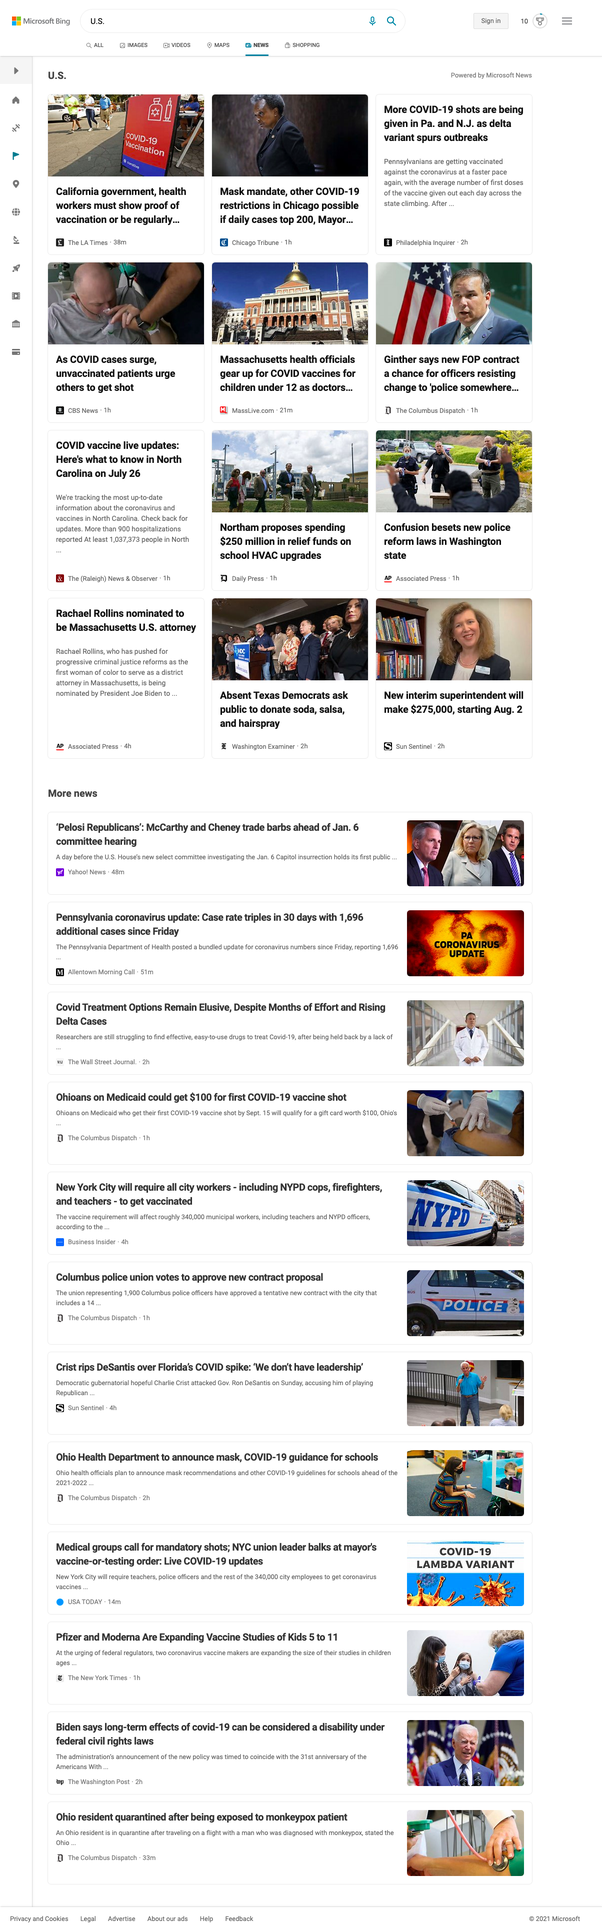 Microsoft Bing
U.S.
Sign in
10
ALL
IMAGES
VIDEOS
MAPS
NEWS
SHOPPING
U.S.
Powered by Microsoft News
COVID-19
Vaccination
California government, health
workers must show proof of
vaccination or be regularly...
The LA Times · 38m
Mask mandate, other COVID-19
restrictions in Chicago possible
if daily cases top 200, Mayor...
Chicago Tribune · 1h
More COVID-19 shots are being
given in Pa. and N.J. as delta
variant spurs outbreaks
Pennsylvanians are getting vaccinated
against the coronavirus at a faster pace
again, with the average number of first doses
of the vaccine given out each day across the
state climbing. After ...
Philadelphia Inquirer · 2h
As COVID cases surge,
unvaccinated patients urge
others to get shot
CBS News · 1h
Massachusetts health officials
gear up for COVID vaccines for
children under 12 as doctors...
MassLive.com · 21m
Ginther says new FOP contract
a chance for officers resisting
change to 'police somewhere...
The Columbus Dispatch · 1h
COVID vaccine live updates:
Here's what to know in North
Carolina on July 26
We're tracking the most up-to-date
information about the coronavirus and
vaccines in North Carolina. Check back for
updates. More than 900 hospitalizations
reported At least 1,037,373 people in North
...
The (Raleigh) News & Observer · 1h
Northam proposes spending
$250 million in relief funds on
school HVAC upgrades
Daily Press · 1h
Confusion besets new police
reform laws in Washington
state
AP
Associated Press · 1h
Rachael Rollins nominated to
be Massachusetts U.S. attorney
Rachael Rollins, who has pushed for
progressive criminal justice reforms as the
first woman of color to serve as a district
attorney in Massachusetts, is being
nominated by President Joe Biden to ...
AP
Associated Press · 4h
Absent Texas Democrats ask
public to donate soda, salsa,
and hairspray
Washington Examiner · 2h
New interim superintendent will
make $275,000, starting Aug. 2
Sun Sentinel · 2h
More news
'Pelosi Republicans': McCarthy and Cheney trade barbs ahead of Jan. 6
committee hearing
A day before the U.S. House's new select committee investigating the Jan. 6 Capitol insurrection holds its first public ...
Yahoo! News · 48m
Pennsylvania coronavirus update: Case rate triples in 30 days with 1,696
additional cases since Friday
The Pennsylvania Department of Health posted a bundled update for coronavirus numbers since Friday, reporting 1,696
...
Allentown Morning Call · 51m
PA
CORONAVIRUS
UPDATE
Covid Treatment Options Remain Elusive, Despite Months of Effort and Rising
Delta Cases
Researchers are still struggling to find effective, easy-to-use drugs to treat Covid-19, after being held back by a lack of
...
WSJ
The Wall Street Journal. · 2h
Ohioans on Medicaid could get $100 for first COVID-19 vaccine shot
Ohioans on Medicaid who get their first COVID-19 vaccine shot by Sept. 15 will qualify for a gift card worth $100, Ohio's
...
The Columbus Dispatch · 1h
New York City will require all city workers - including NYPD cops, firefighters,
and teachers - to get vaccinated
The vaccine requirement will affect roughly 340,000 municipal workers, including teachers and NYPD officers,
according to the ...
Business Insider · 4h
NYPD
Columbus police union votes to approve new contract proposal
The union representing 1,900 Columbus police officers have approved a tentative new contract with the city that
includes a 14 ...
The Columbus Dispatch · 1h
POLICE
Crist rips DeSantis over Florida's COVID spike: 'We don't have leadership'
Democratic gubernatorial hopeful Charlie Crist attacked Gov. Ron DeSantis on Sunday, accusing him of playing
Republican ...
Sun Sentinel · 4h
Ohio Health Department to announce mask, COVID-19 guidance for schools
Ohio health officials plan to announce mask recommendations and other COVID-19 guidelines for schools ahead of the
2021-2022 ...
The Columbus Dispatch · 2h
Medical groups call for mandatory shots; NYC union leader balks at mayor's
vaccine-or-testing order: Live COVID-19 updates
New York City will require teachers, police officers and the rest of the 340,000 city employees to get coronavirus
vaccines ...
USA TODAY · 14m
COVID-19
LAMBDA VARIANT
Pfizer and Moderna Are Expanding Vaccine Studies of Kids 5 to 11
At the urging of federal regulators, two coronavirus vaccine makers are expanding the size of their studies in children
ages ...
The New York Times · 1h
Biden says long-term effects of covid-19 can be considered a disability under
federal civil rights laws
The administration's announcement of the new policy was timed to coincide with the 31st anniversary of the
Americans With ...
wp
The Washington Post · 2h
Ohio resident quarantined after being exposed to monkeypox patient
An Ohio resident is in quarantine after traveling on a flight with a man who was diagnosed with monkeypox, stated the
Ohio ...
The Columbus Dispatch · 33m
Privacy and Cookies
Legal
Advertise
About our ads
Help
Feedback
© 2021 Microsoft